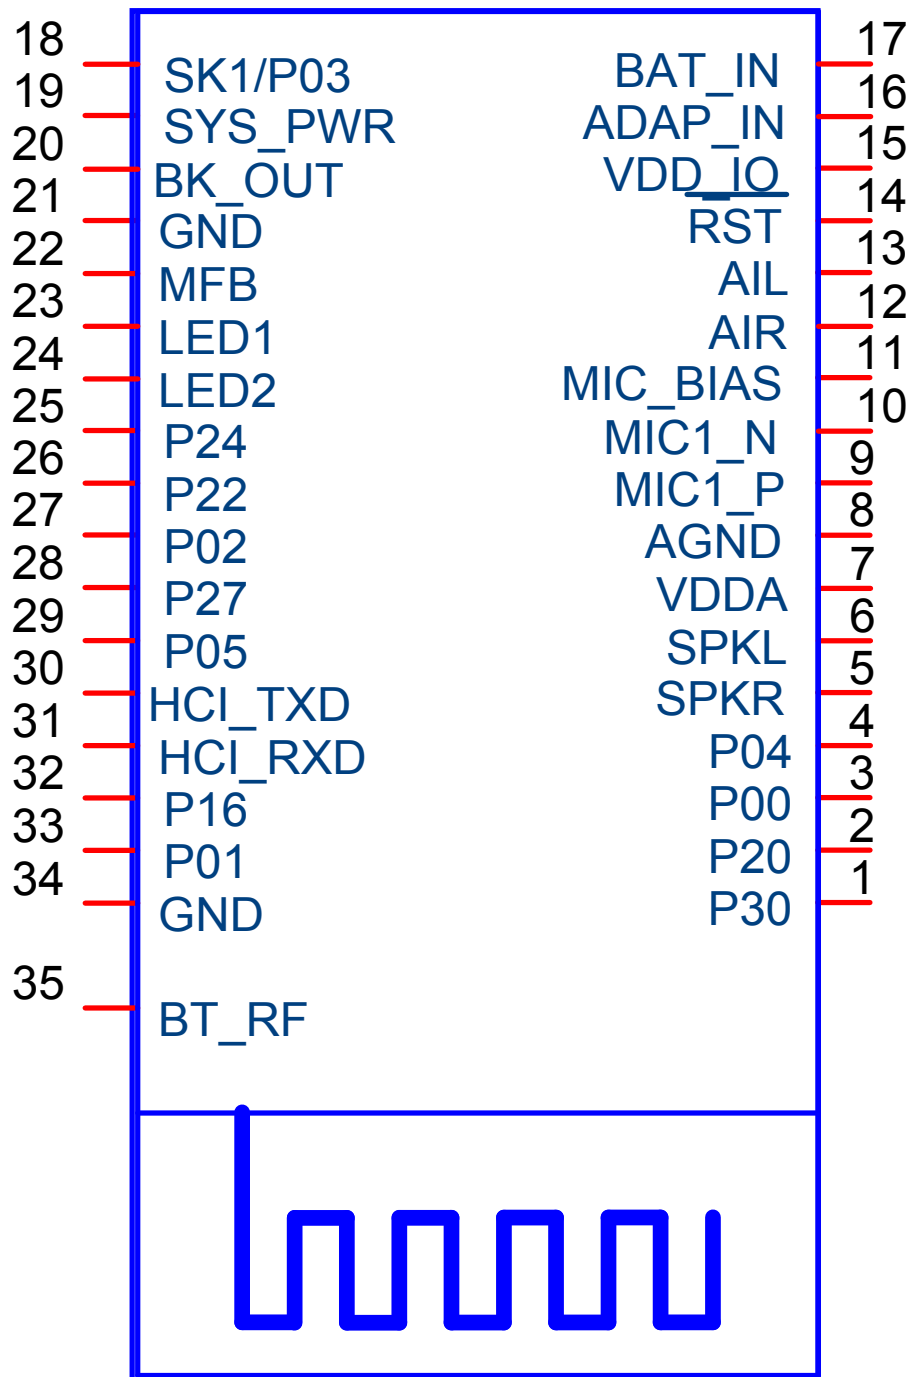 18 SK1/P03 BAT_IN 17
19 SYS_PWR ADAP_IN 16
20 BK_OUT VDD_IO 15
21 GND RST 14
22 MFB AIL 13
23 LED1 AIR 12
24 LED2 MIC_BIAS 11
25 P24 MIC1_N 10
26 P22 MIC1_P 9
27 P02 AGND 8
28 P27 VDDA 7
29 P05 SPKL 6
30 HCI_TXD SPKR 5
31 HCI_RXD P04 4
32 P16 P00 3
33 P01 P20 2
34 GND P30 1
35 BT_RF